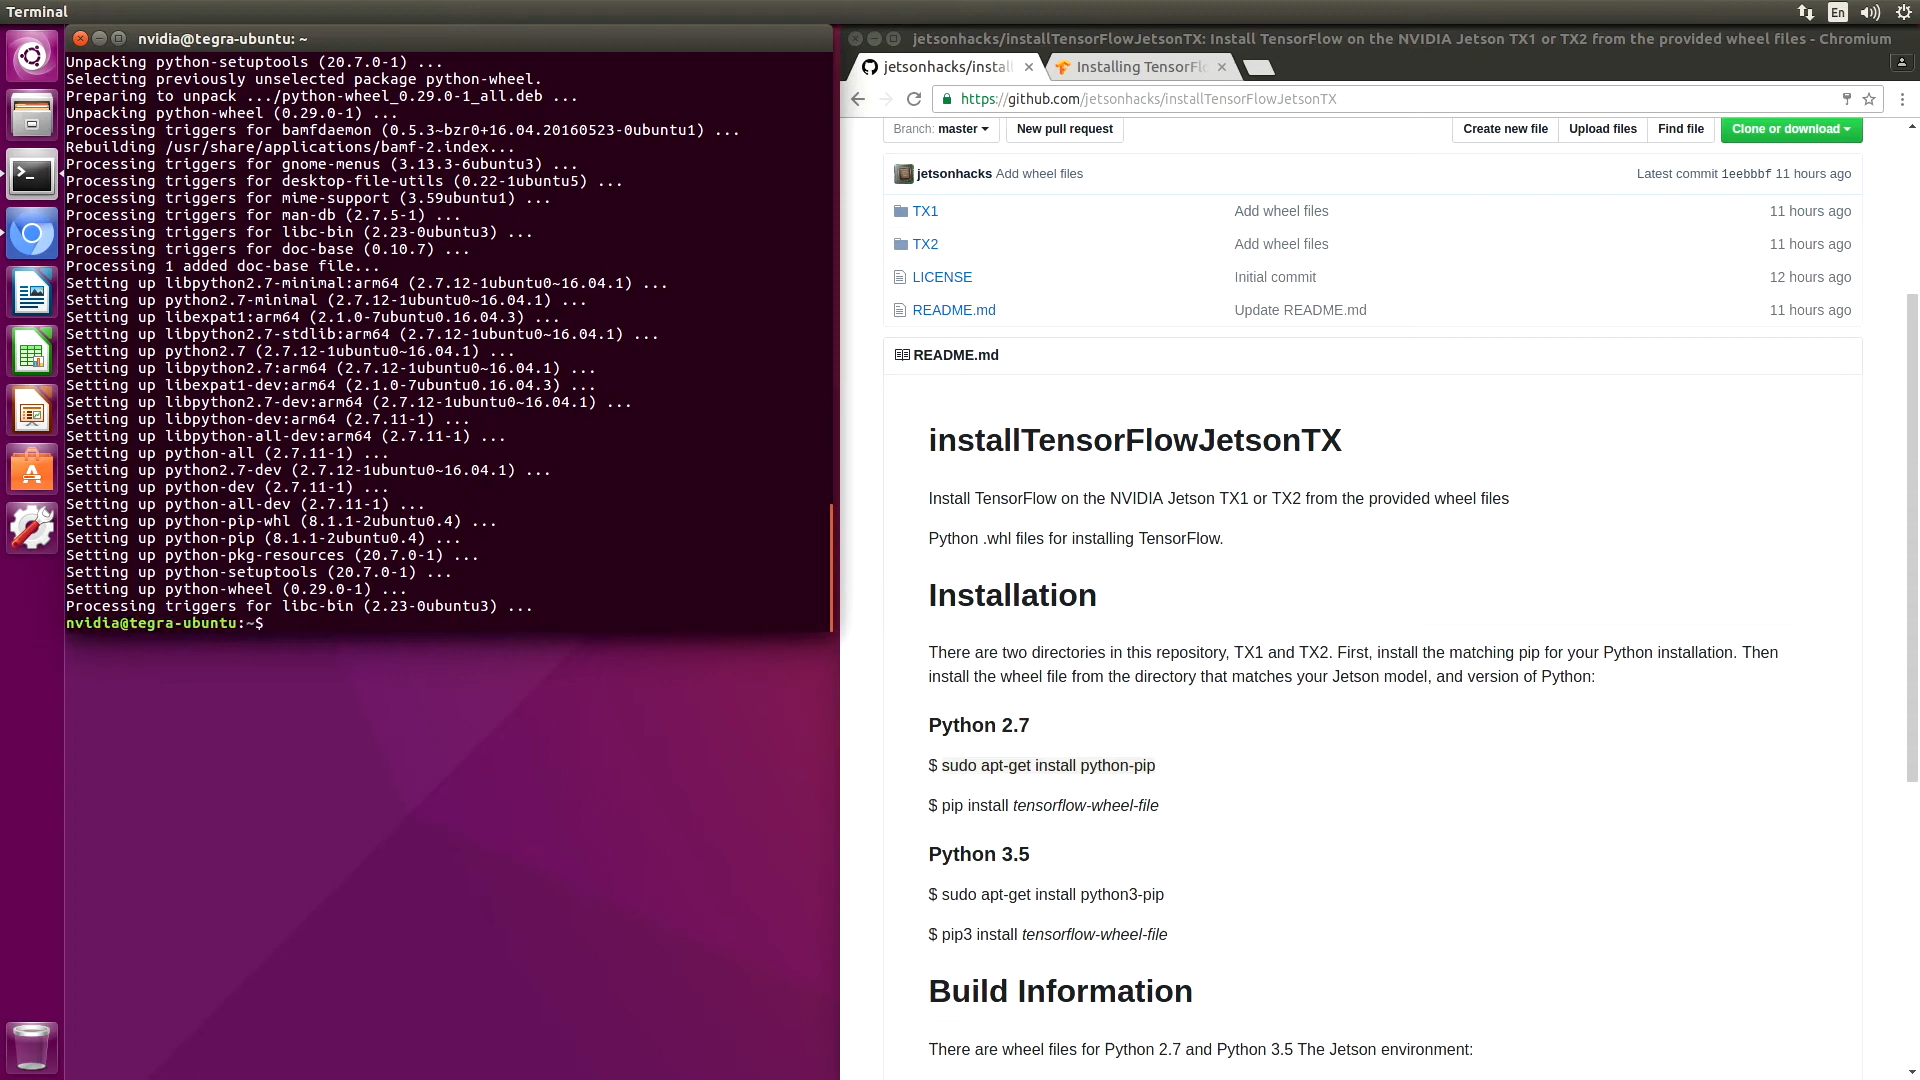 Terminal
En
nvidia@tegra-ubuntu: ~
Unpacking python-setuptools (20.7.0-1) ...
Selecting previously unselected package python-wheel.
Preparing to unpack .../python-wheel_0.29.0-1_all.deb ...
Unpacking python-wheel (0.29.0-1) ...
Processing triggers for bamfdaemon (0.5.3~bzr0+16.04.20160523-0ubuntu1) ...
Rebuilding /usr/share/applications/bamf-2.index...
Processing triggers for gnome-menus (3.13.3-6ubuntu3) ...
Processing triggers for desktop-file-utils (0.22-1ubuntu5) ...
Processing triggers for mime-support (3.59ubuntu1) ...
Processing triggers for man-db (2.7.5-1) ...
Processing triggers for libc-bin (2.23-0ubuntu3) ...
Processing triggers for doc-base (0.10.7) ...
Processing 1 added doc-base file...
Setting up libpython2.7-minimal:arm64 (2.7.12-1ubuntu0~16.04.1) ...
Setting up python2.7-minimal (2.7.12-1ubuntu0~16.04.1) ...
Setting up libexpat1:arm64 (2.1.0-7ubuntu0.16.04.3) ...
Setting up libpython2.7-stdlib:arm64 (2.7.12-1ubuntu0~16.04.1) ...
Setting up python2.7 (2.7.12-1ubuntu0~16.04.1) ...
Setting up libpython2.7:arm64 (2.7.12-1ubuntu0~16.04.1) ...
Setting up libexpat1-dev:arm64 (2.1.0-7ubuntu0.16.04.3) ...
Setting up libpython2.7-dev:arm64 (2.7.12-1ubuntu0~16.04.1) ...
Setting up libpython-dev:arm64 (2.7.11-1) ...
Setting up libpython-all-dev:arm64 (2.7.11-1) ...
Setting up python-all (2.7.11-1) ...
Setting up python2.7-dev (2.7.12-1ubuntu0~16.04.1) ...
Setting up python-dev (2.7.11-1) ...
Setting up python-all-dev (2.7.11-1) ...
Setting up python-pip-whl (8.1.1-2ubuntu0.4) ...
Setting up python-pip (8.1.1-2ubuntu0.4) ...
Setting up python-pkg-resources (20.7.0-1) ...
Setting up python-setuptools (20.7.0-1) ...
Setting up python-wheel (0.29.0-1) ...
Processing triggers for libc-bin (2.23-0ubuntu3) ...
nvidia@tegra-ubuntu:~$
jetsonhacks/installTensorFlowJetsonTX: Install TensorFlow on the NVIDIA Jetson TX1 or TX2 from the provided wheel files - Chromium
jetsonhacks/instal
Installing TensorFl
https://github.com/jetsonhacks/installTensorFlowJetsonTX
Branch: master
New pull request
Create new file
Upload files
Find file
Clone or download
jetsonhacks Add wheel files
Latest commit 1eebbbf 11 hours ago
TX1 Add wheel files 11 hours ago
TX2 Add wheel files 11 hours ago
LICENSE Initial commit 12 hours ago
README.md Update README.md 11 hours ago
README.md
installTensorFlowJetsonTX
Install TensorFlow on the NVIDIA Jetson TX1 or TX2 from the provided wheel files
Python .whl files for installing TensorFlow.
Installation
There are two directories in this repository, TX1 and TX2. First, install the matching pip for your Python installation. Then
install the wheel file from the directory that matches your Jetson model, and version of Python:
Python 2.7
$ sudo apt-get install python-pip
$ pip install tensorflow-wheel-file
Python 3.5
$ sudo apt-get install python3-pip
$ pip3 install tensorflow-wheel-file
Build Information
There are wheel files for Python 2.7 and Python 3.5 The Jetson environment: